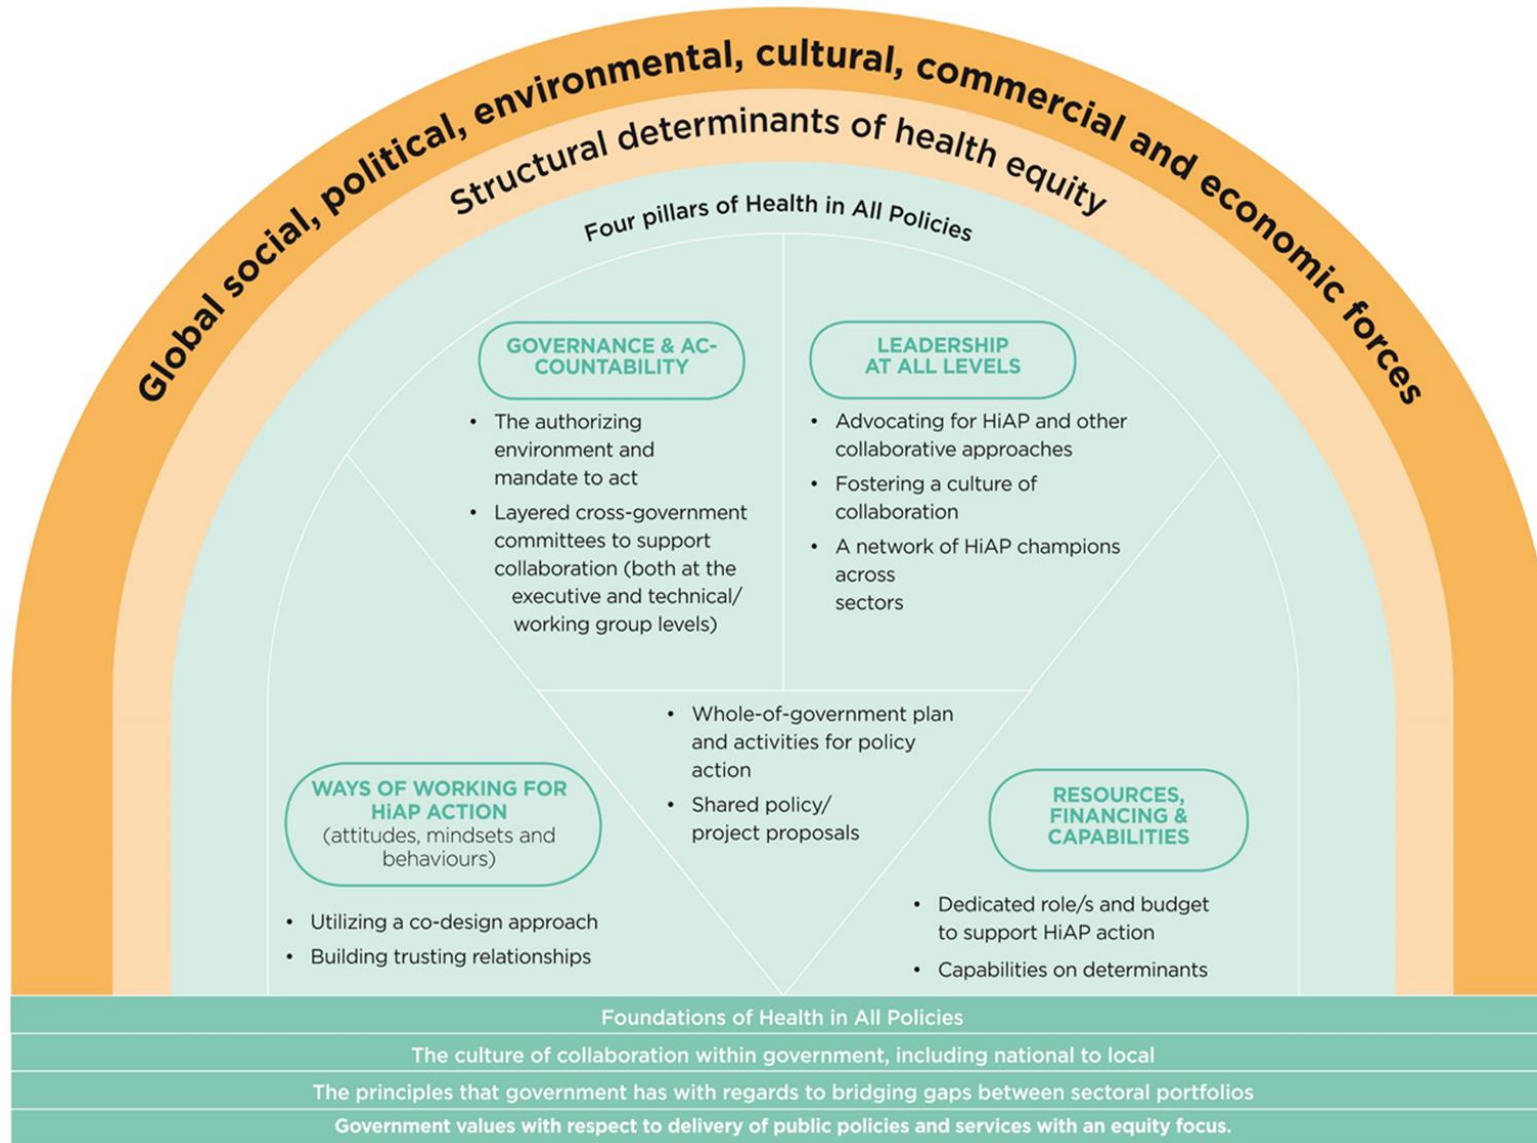 Global social, political, environmental, cultural, commercial and economic forces
Structural determinants of health equity
Four pillars of Health in All Policies
GOVERNANCE & AC-
COUNTABILITY
• The authorizing
environment and
mandate to act
• Layered cross-government
committees to support
collaboration (both at the
executive and technical/
working group levels)
LEADERSHIP
AT ALL LEVELS
• Advocating for HiAP and other
collaborative approaches
• Fostering a culture of
collaboration
• A network of HiAP champions
across
sectors
• Whole-of-government plan
and activities for policy
action
• Shared policy/
project proposals
WAYS OF WORKING FOR
HiAP ACTION
(attitudes, mindsets and
behaviours)
• Utilizing a co-design approach
• Building trusting relationships
RESOURCES,
FINANCING &
CAPABILITIES
• Dedicated role/s and budget
to support HiAP action
• Capabilities on determinants
Foundations of Health in All Policies
The culture of collaboration within government, including national to local
The principles that government has with regards to bridging gaps between sectoral portfolios
Government values with respect to delivery of public policies and services with an equity focus.